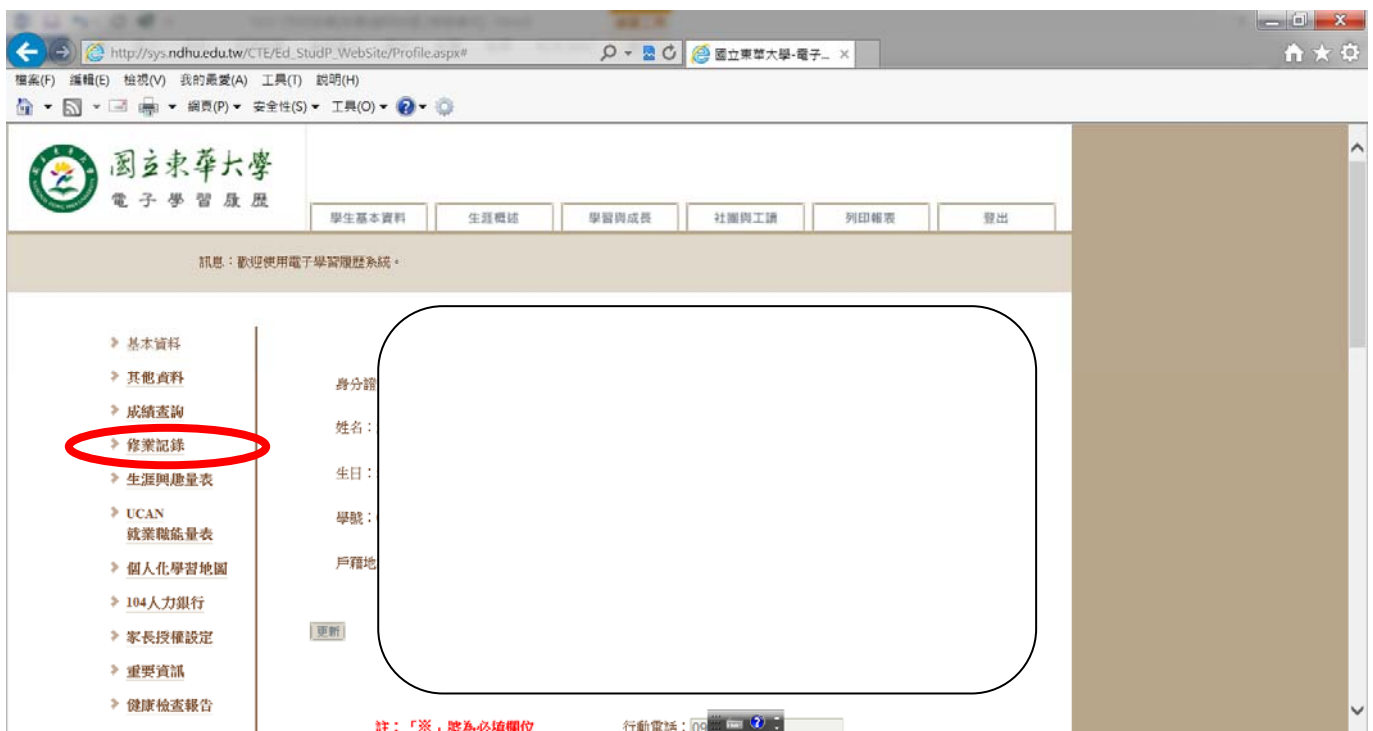 http://sys.ndhu.edu.tw/CTE/Ed_StudP_WebSite/Profile.aspx#
國立東華大學-電子...
檔案(F) 編輯(E) 檢視(V) 我的最愛(A) 工具(T) 說明(H)
網頁(P) 安全性(S) 工具(O)
國立東華大學
電子學習履歷
學生基本資料 生涯概述 學習與成長 社團與工讀 列印報表 登出
訊息：歡迎使用電子學習履歷系統。
基本資料
其他資料
成績查詢
修業記錄
生涯興趣量表
UCAN
就業職能量表
個人化學習地圖
104人力銀行
家長授權設定
重要資訊
健康檢查報告
身分證
姓名：
生日：
學號：
戶籍地
更新
註：「※」號為必填欄位 行動電話：09